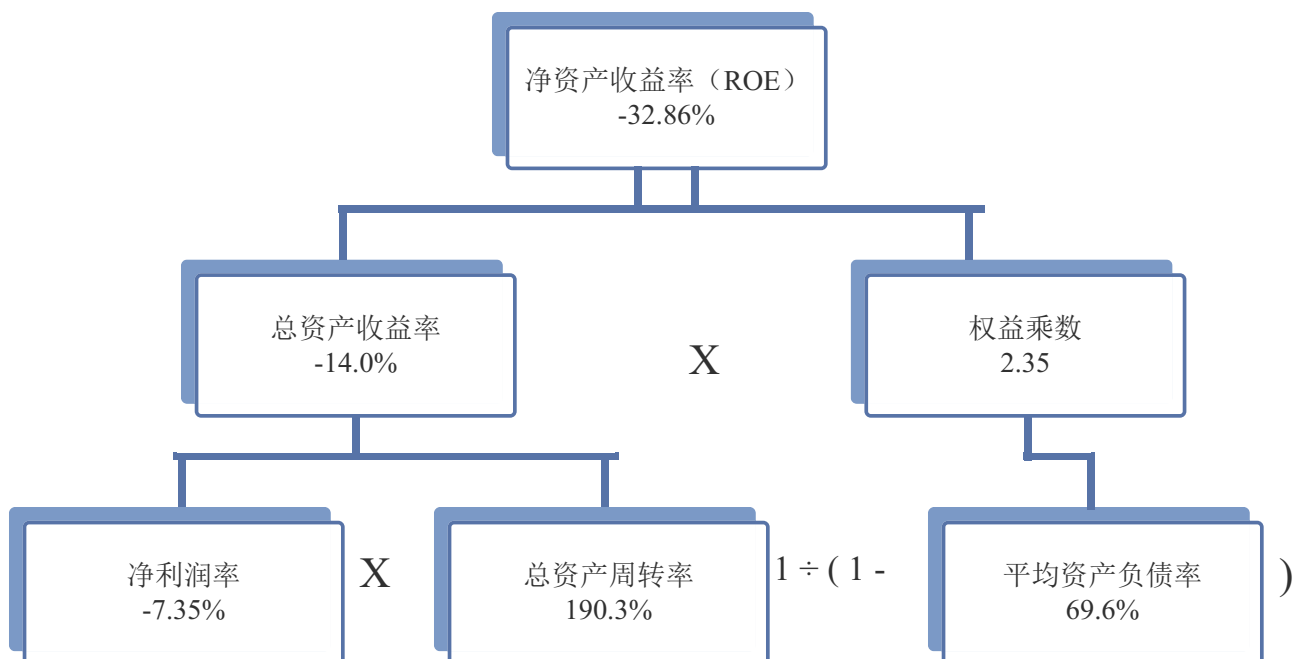 净资产收益率（ROE）
-32.86%
总资产收益率
-14.0%
X
权益乘数
2.35
净利润率
-7.35%
X
总资产周转率
190.3%
1 ÷ ( 1 -
平均资产负债率
69.6%
)